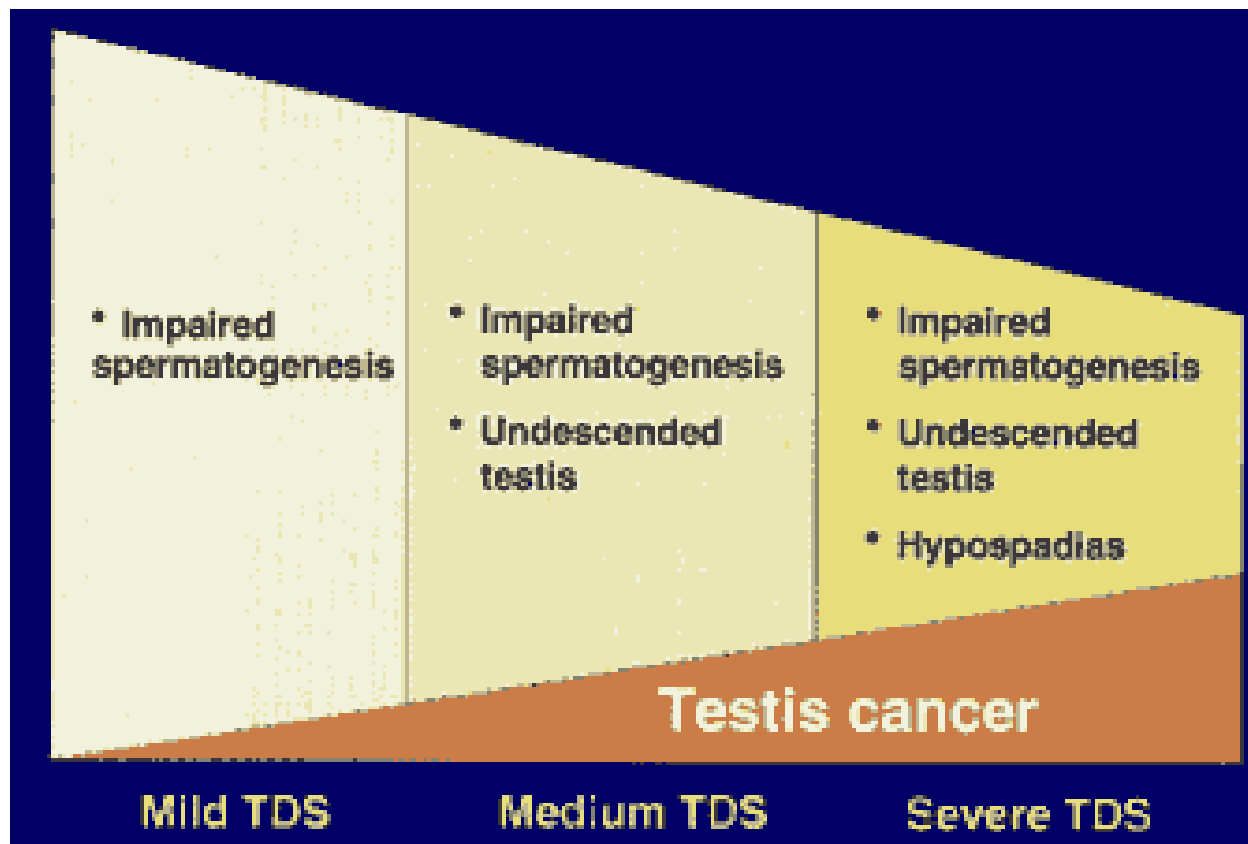 • Impaired
spermatogenesis
• Impaired
spermatogenesis
• Undescended
testis
• Impaired
spermatogenesis
• Undescended
testis
• Hypospadias
Testis cancer
Mild TDS
Medium TDS
Severe TDS